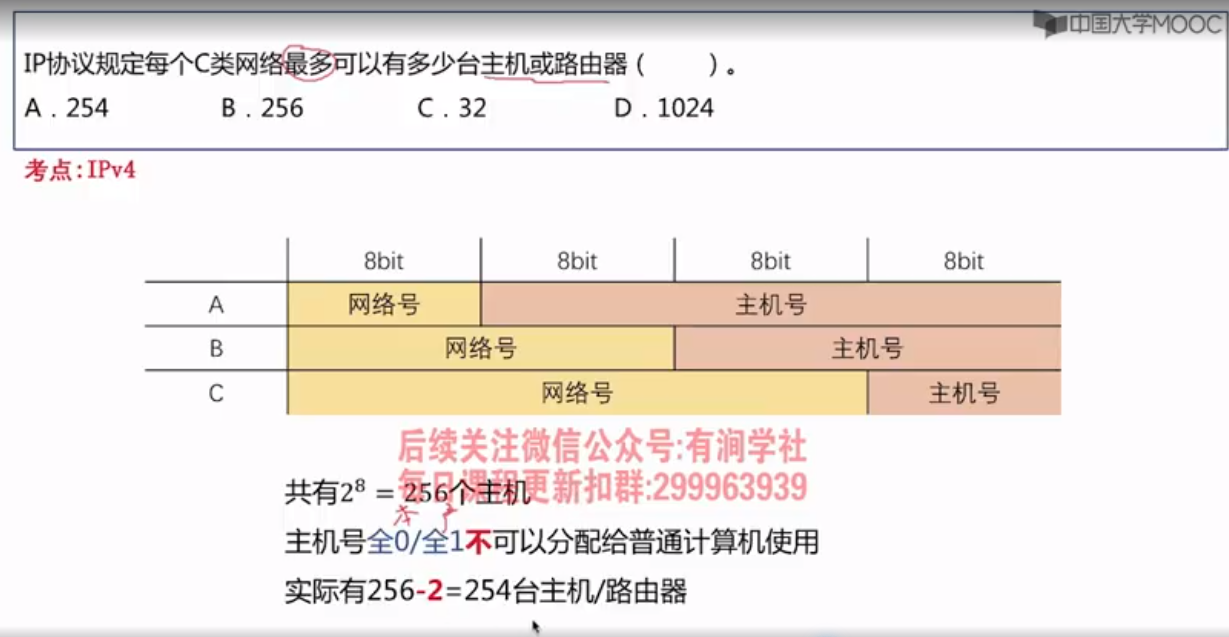 中国大学MOOC
IP协议规定每个C类网络最多可以有多少台主机或路由器（ ）。
A．254 B．256 C．32 D．1024
考点:IPv4
8bit 8bit 8bit 8bit
A 网络号 主机号
B 网络号 主机号
C 网络号 主机号
后续关注微信公众号:有涧学社
每日课程更新扣群:299963939
共有2⁸ = 256个主机
主机号全0/全1不可以分配给普通计算机使用
实际有256-2=254台主机/路由器